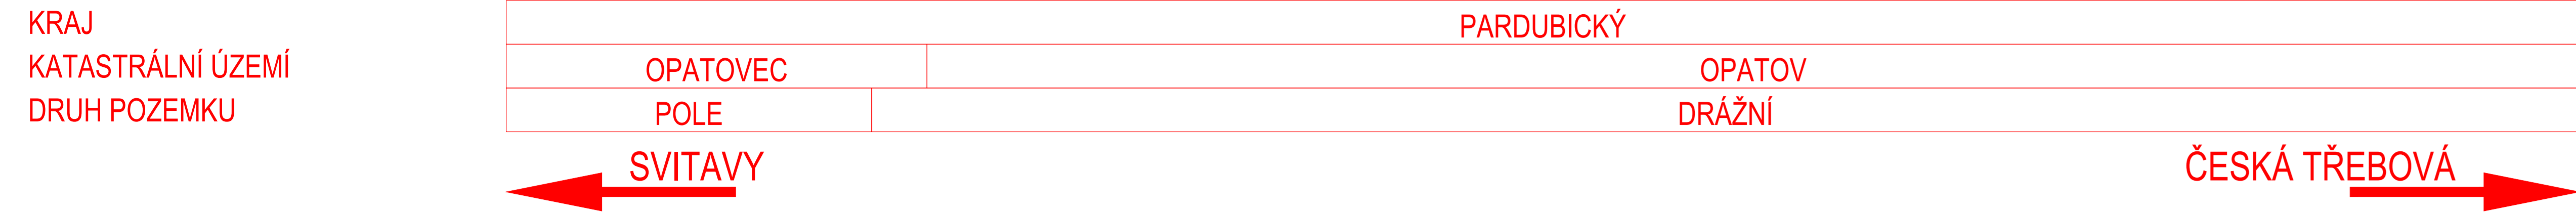 KRAJ PARDUBICKÝ
KATASTRÁLNÍ ÚZEMÍ OPATOVEC OPATOV
DRUH POZEMKU POLE DRÁŽNÍ
SVITAVY ČESKÁ TŘEBOVÁ